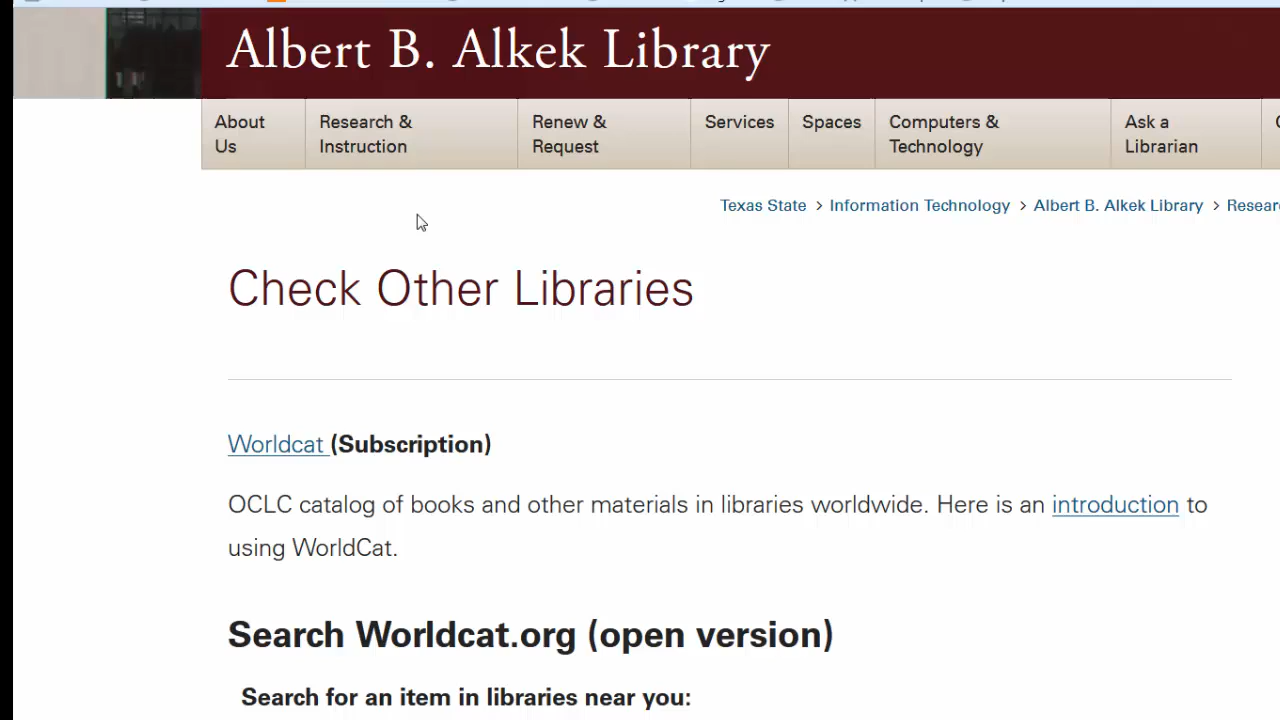 Albert B. Alkek Library
About
Us
Research &
Instruction
Renew &
Request
Services
Spaces
Computers &
Technology
Ask a
Librarian
Texas State > Information Technology > Albert B. Alkek Library >
Check Other Libraries
Worldcat (Subscription)
OCLC catalog of books and other materials in libraries worldwide. Here is an introduction to
using WorldCat.
Search Worldcat.org (open version)
Search for an item in libraries near you: